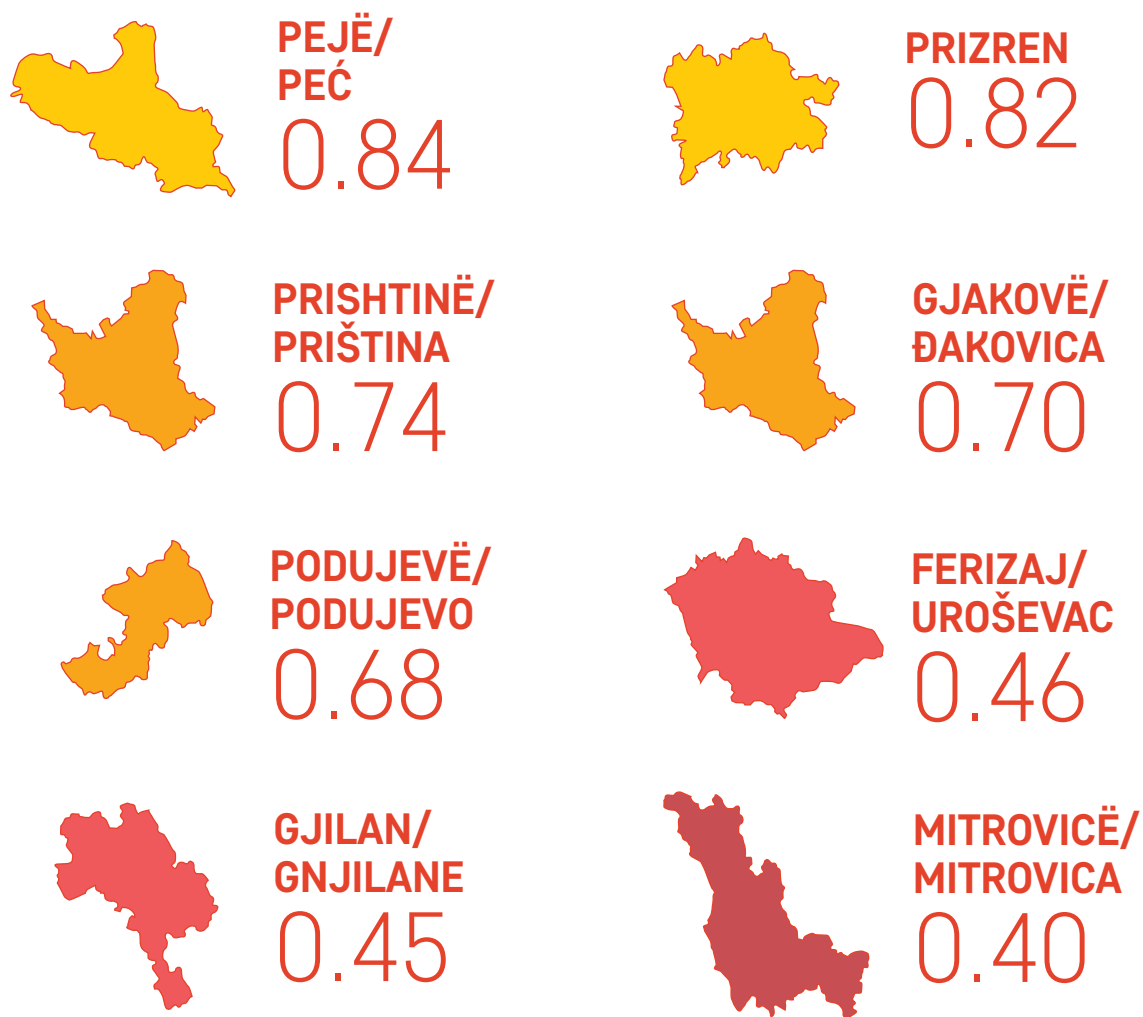 PEJË/
PEĆ
0.84
PRIZREN
0.82
PRISHTINË/
PRIŠTINA
0.74
GJAKOVË/
ĐAKOVICA
0.70
PODUJEVË/
PODUJEVO
0.68
FERIZAJ/
UROŠEVAC
0.46
GJILAN/
GNJILANE
0.45
MITROVICË/
MITROVICA
0.40